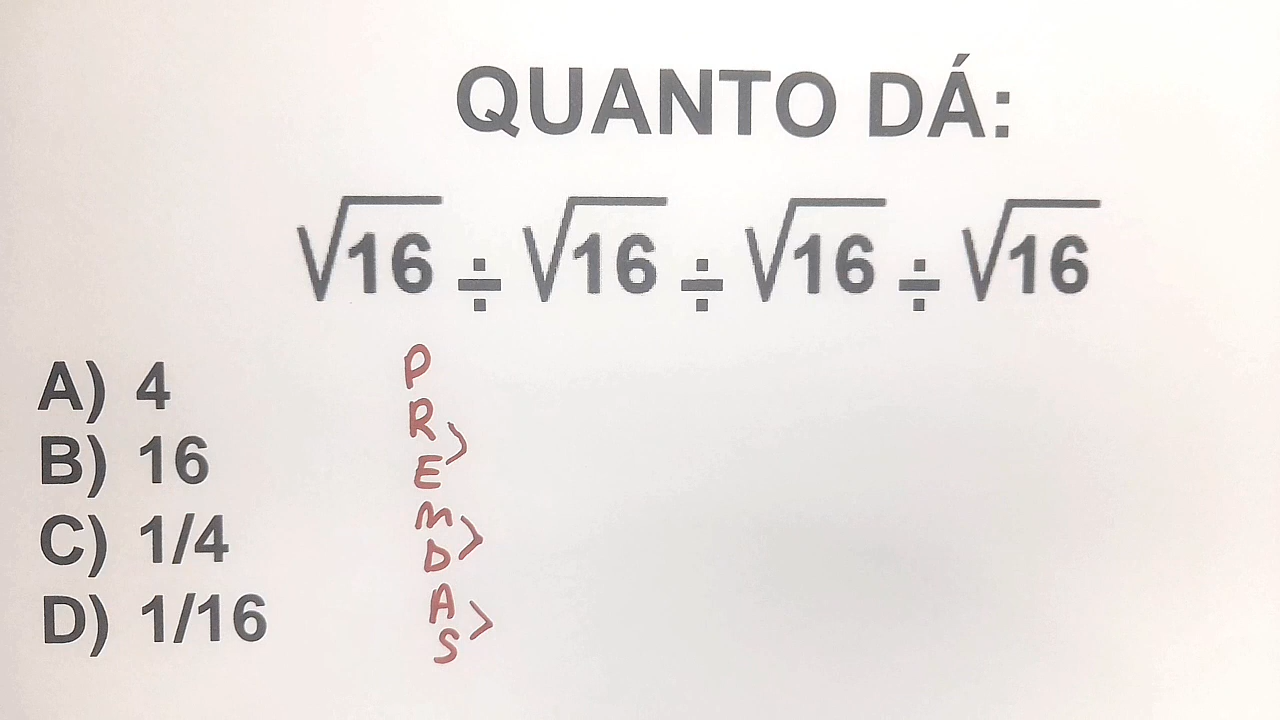 QUANTO DÁ:
√16 ÷ √16 ÷ √16 ÷ √16
A) 4
B) 16
C) 1/4
D) 1/16
P
R
E
M
D
A
S